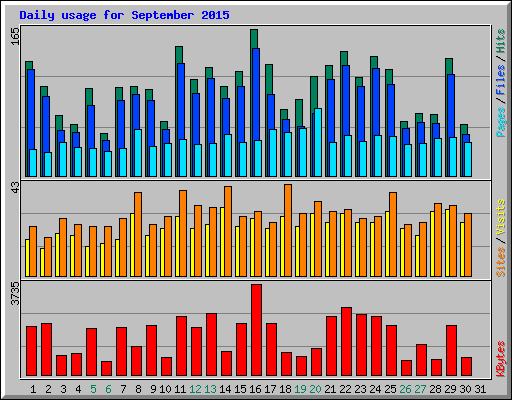 Daily usage for September 2015
165
Pages / Files / Hits
43
Sites / Visits
3735
KBytes
1 2 3 4 5 6 7 8 9 10 11 12 13 14 15 16 17 18 19 20 21 22 23 24 25 26 27 28 29 30 31